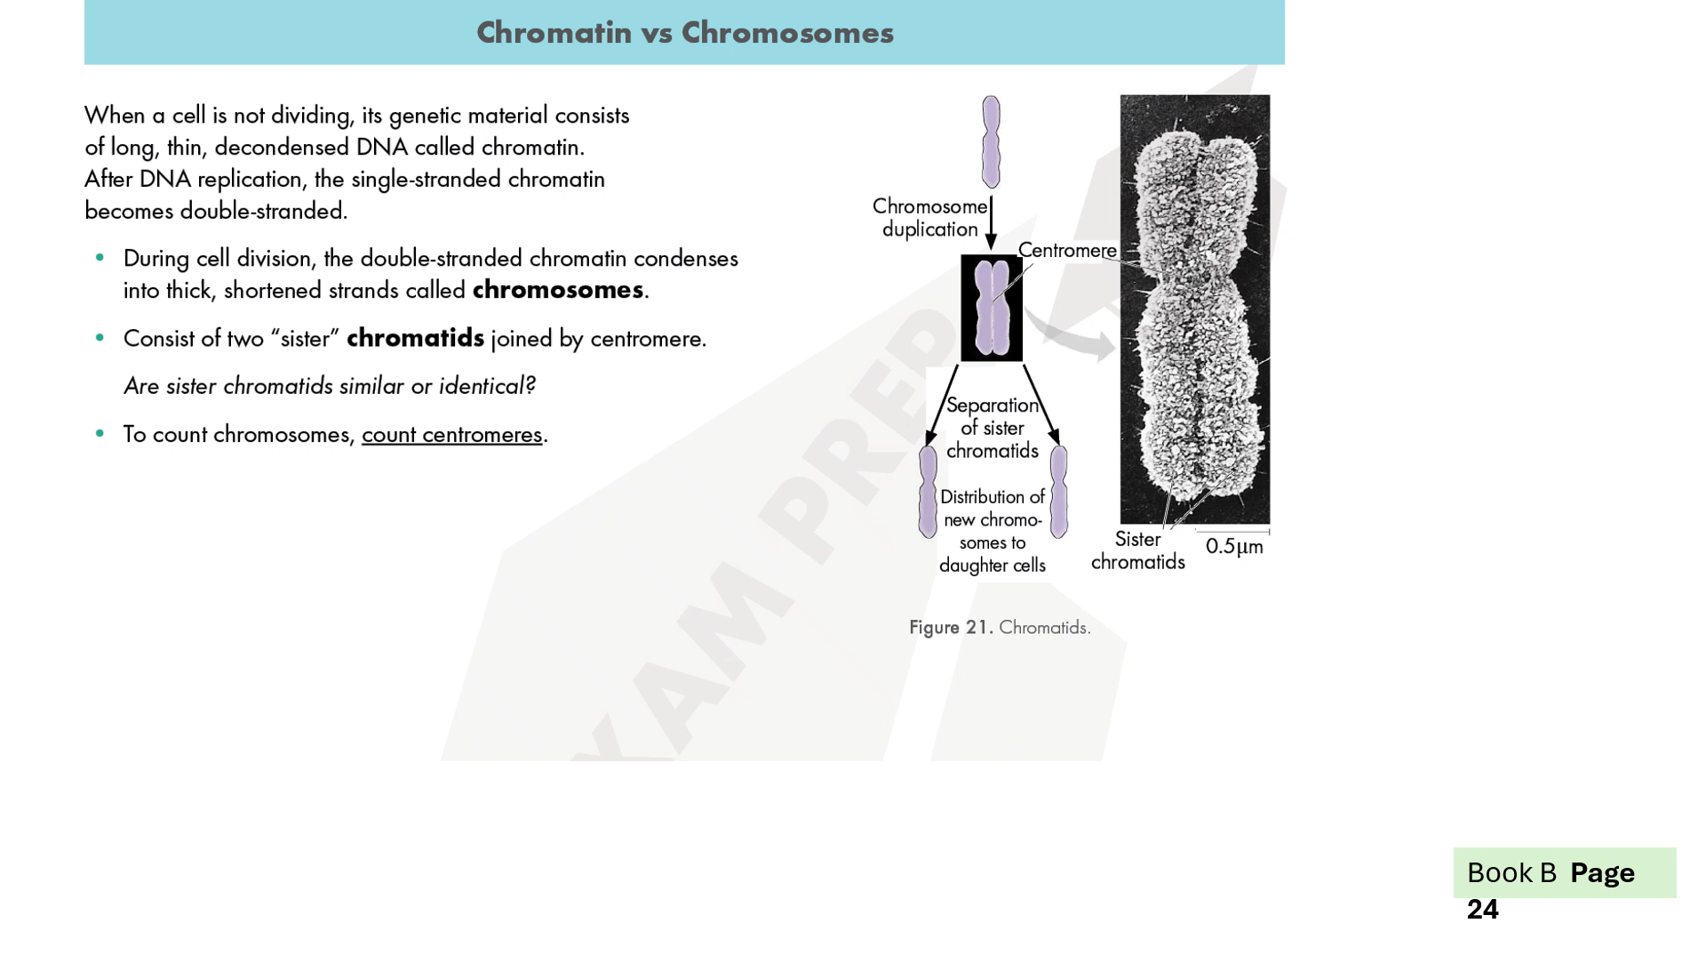 Chromatin vs Chromosomes
When a cell is not dividing, its genetic material consists
of long, thin, decondensed DNA called chromatin.
After DNA replication, the single-stranded chromatin
becomes double-stranded.
• During cell division, the double-stranded chromatin condenses
into thick, shortened strands called chromosomes.
• Consist of two “sister” chromatids joined by centromere.
Are sister chromatids similar or identical?
• To count chromosomes, count centromeres.
Chromosome
duplication
Centromere
Separation
of sister
chromatids
Distribution of
new chromo-
somes to
daughter cells
Sister
chromatids
0.5µm
Figure 21. Chromatids.
XAM PREP
Book B Page
24